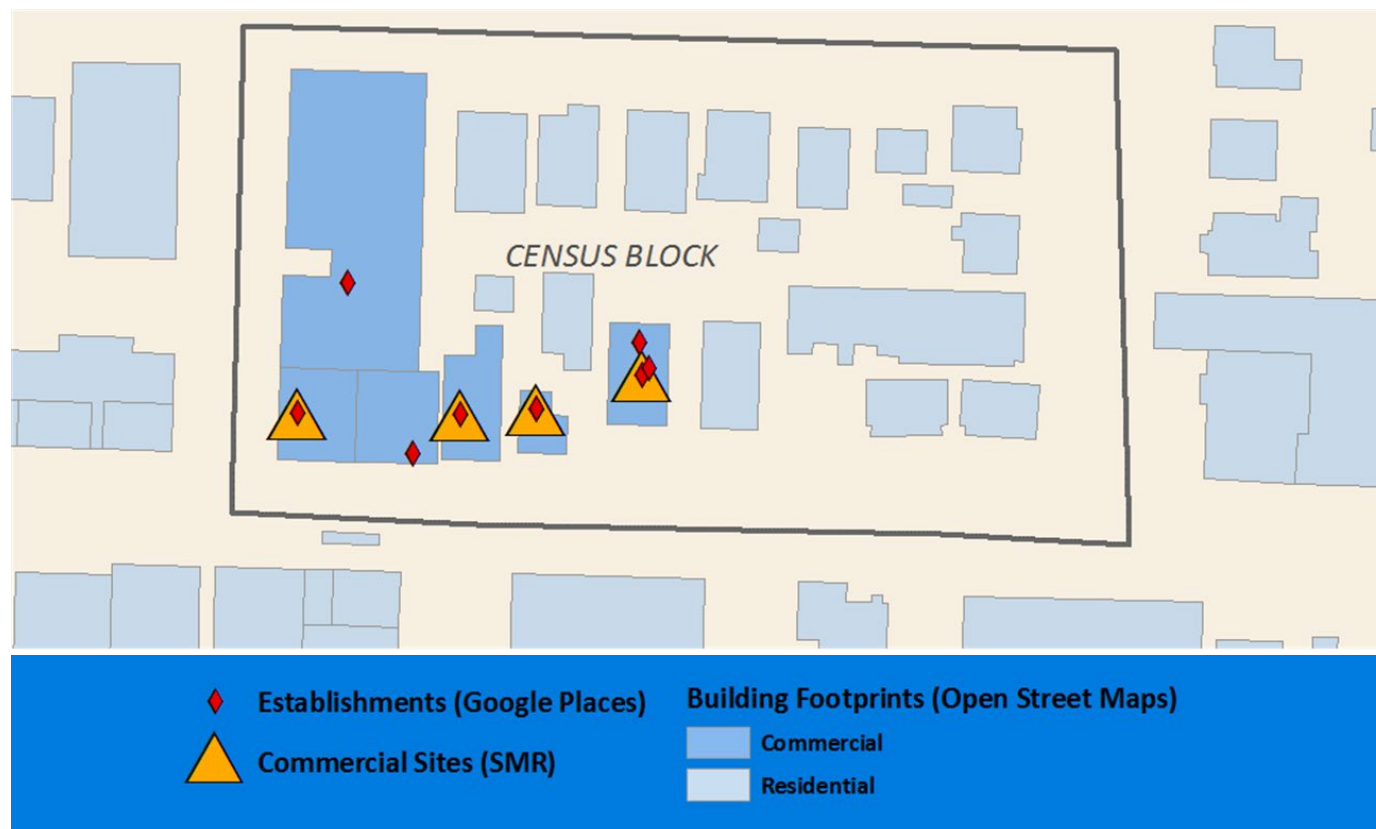 CENSUS BLOCK
Establishments (Google Places)
Commercial Sites (SMR)
Building Footprints (Open Street Maps)
Commercial
Residential